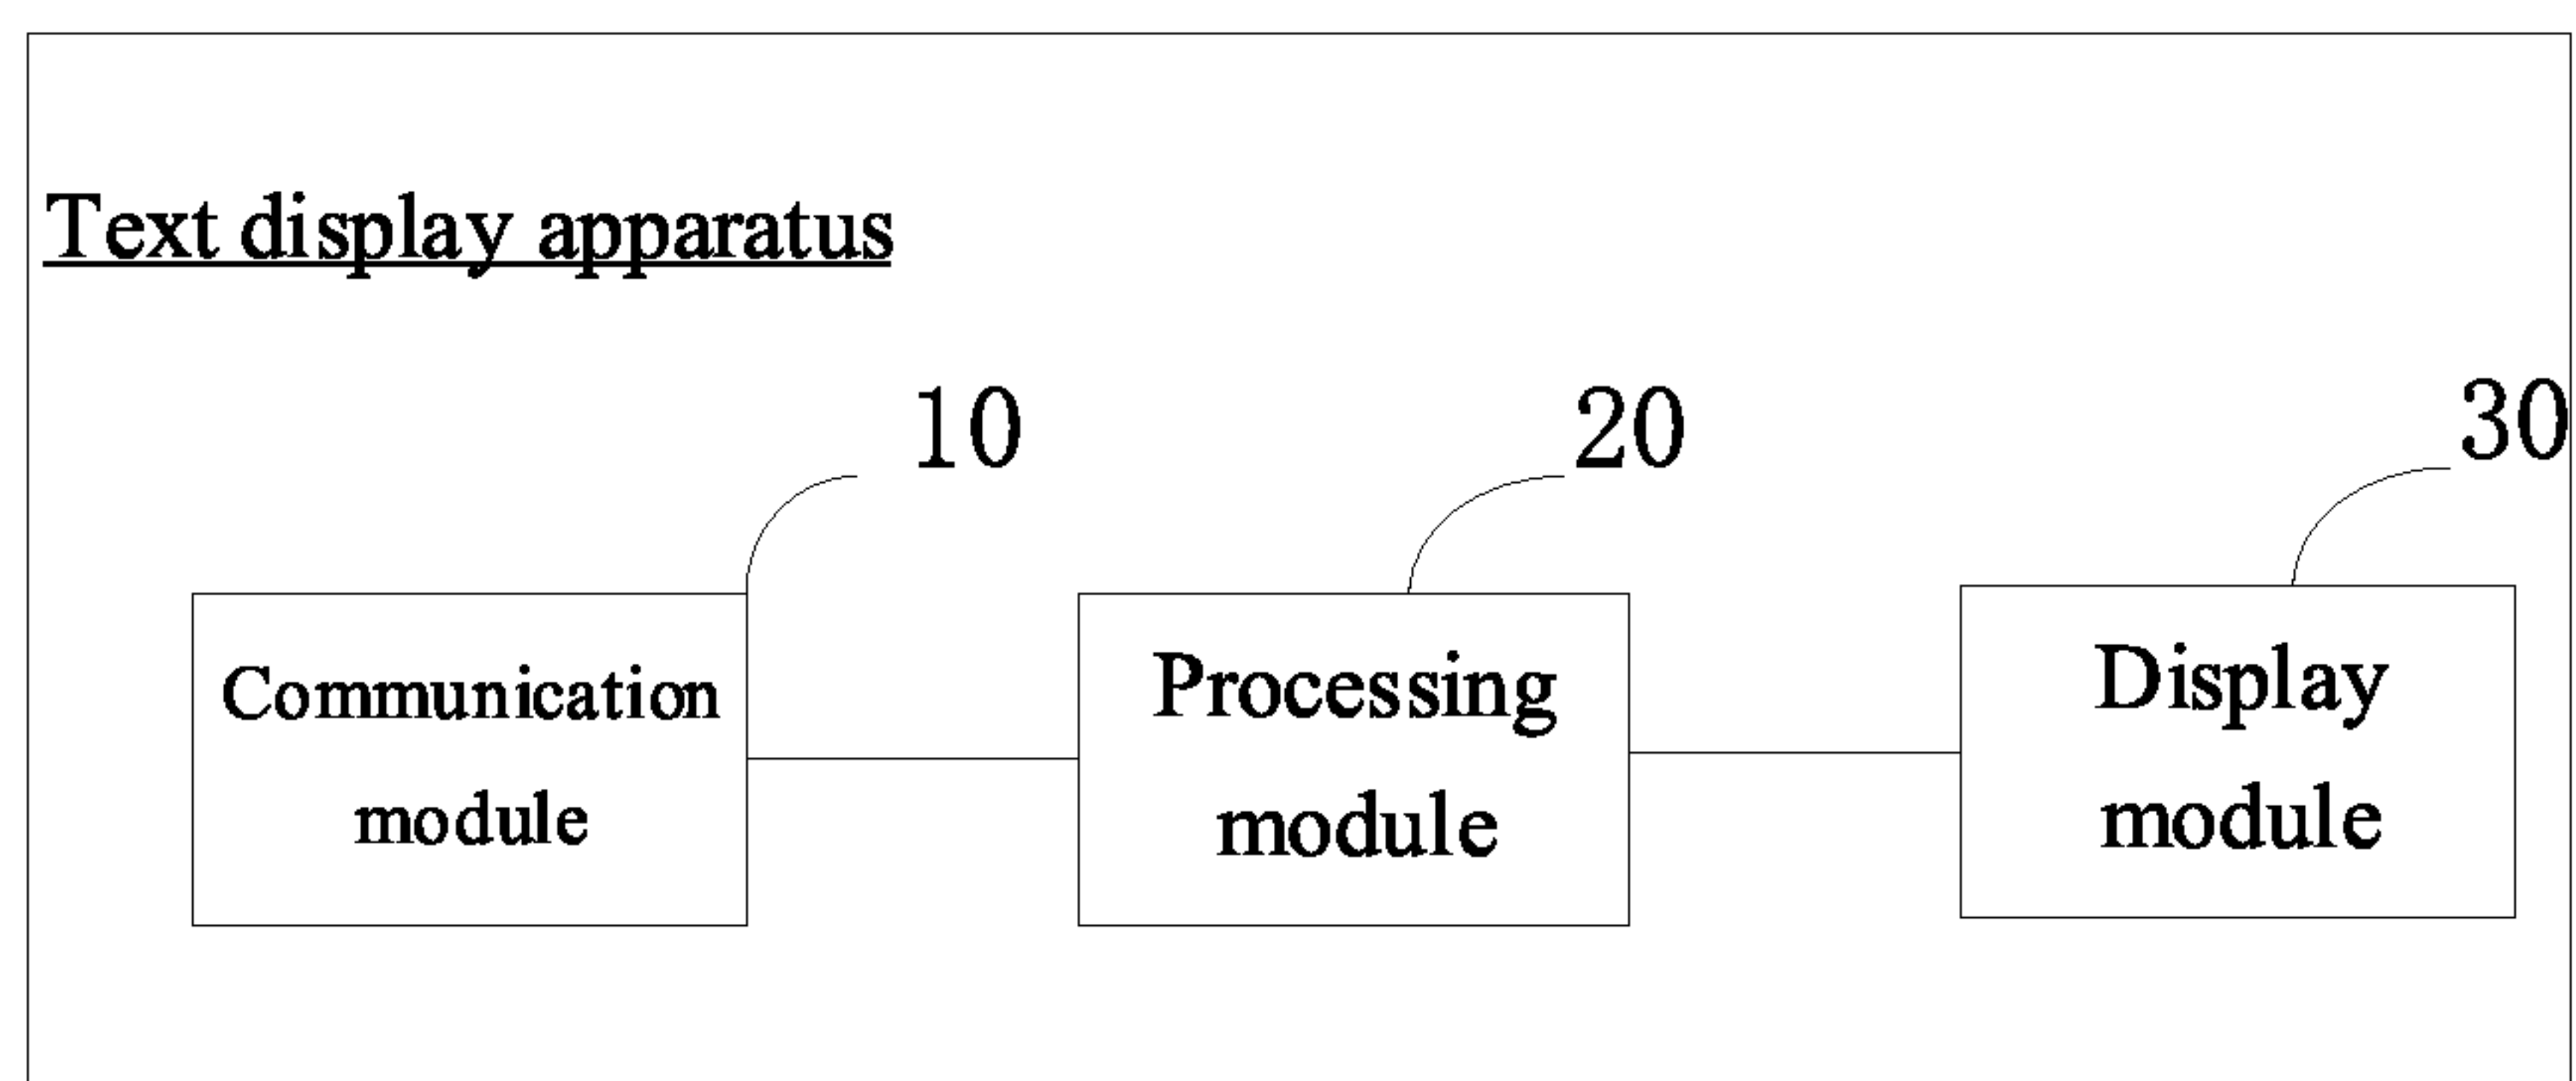 Text display apparatus
10
20
30
Communication
module
Processing
module
Display
module